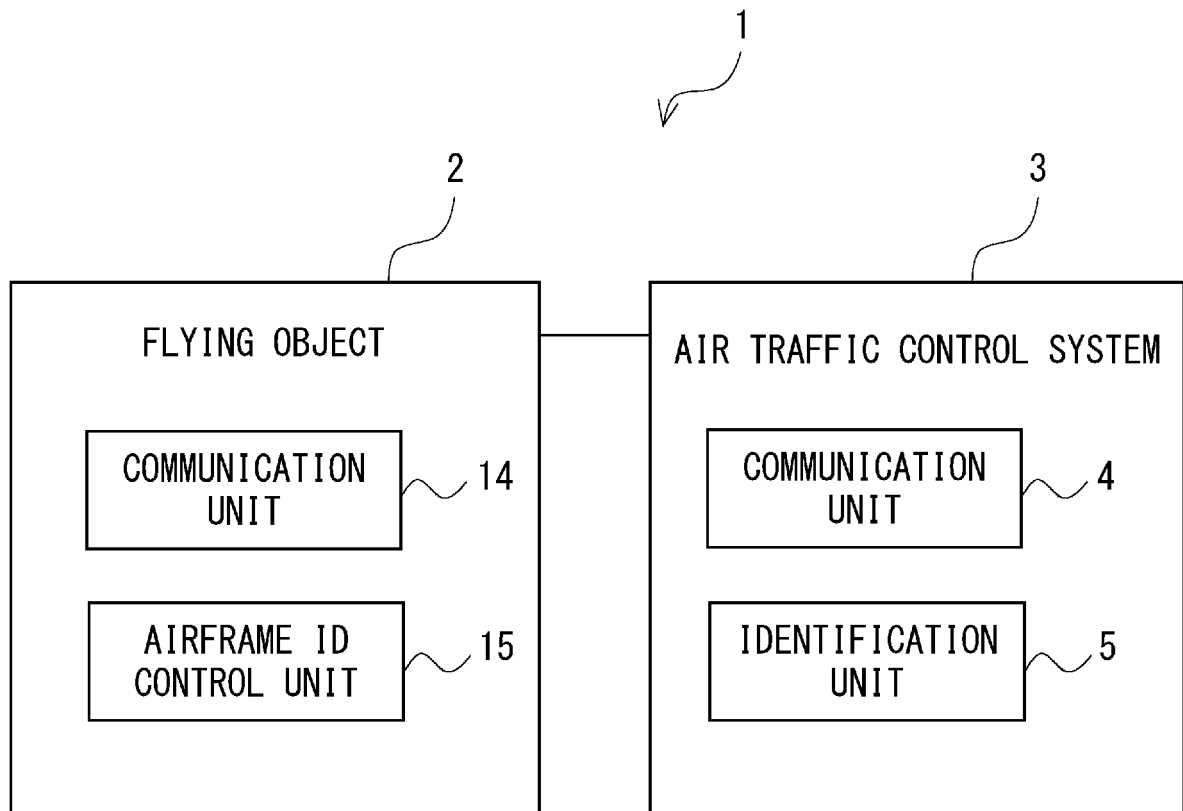 1
2
3
FLYING OBJECT
AIR TRAFFIC CONTROL SYSTEM
COMMUNICATION
UNIT
14
COMMUNICATION
UNIT
4
AIRFRAME ID
CONTROL UNIT
15
IDENTIFICATION
UNIT
5